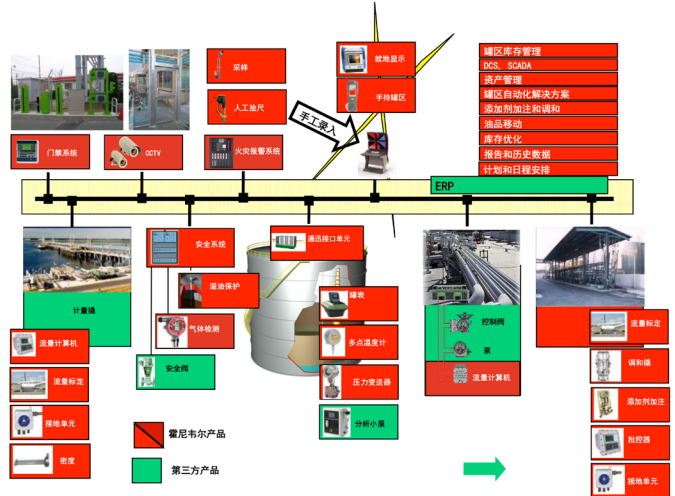 采样
人工捡尺
手工录入
就地显示
手持罐区
罐区库存管理
DCS、SCADA
资产管理
罐区自动化解决方案
添加剂加注和调和
油品移动
库存优化
报告和历史数据
计划和日程安排
门禁系统
CCTV
火灾报警系统
ERP
计量撬
安全系统
溢油保护
气体检测
安全阀
通迅接口单元
罐表
多点温度计
压力变送器
分析小屋
控制阀
泵
流量计算机
流量计算机
流量标定
接地单元
密度
流量标定
调和撬
添加剂加注
批控器
接地单元
霍尼韦尔产品
第三方产品